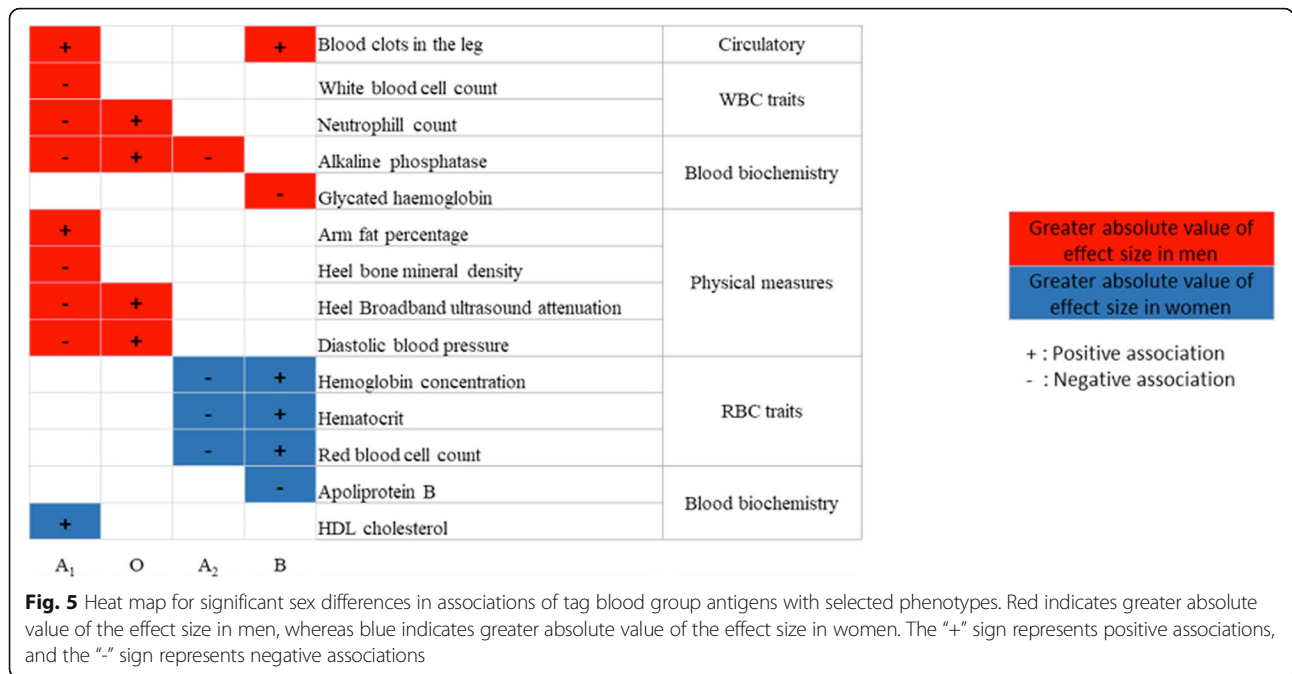 + + Blood clots in the leg Circulatory
- White blood cell count
WBC traits
- + Neutrophill count
- + - Alkaline phosphatase
Blood biochemistry
- Glycated haemoglobin
+ Arm fat percentage
- Heel bone mineral density
Physical measures
- + Heel Broadband ultrasound attenuation
- + Diastolic blood pressure
- + Hemoglobin concentration
- + Hematocrit
RBC traits
- + Red blood cell count
- Apoliprotein B
Blood biochemistry
+ HDL cholesterol
A₁ O A₂ B
Greater absolute value of
effect size in men
Greater absolute value of
effect size in women
+ : Positive association
- : Negative association
Fig. 5 Heat map for significant sex differences in associations of tag blood group antigens with selected phenotypes. Red indicates greater absolute
value of the effect size in men, whereas blue indicates greater absolute value of the effect size in women. The “+” sign represents positive associations,
and the “-” sign represents negative associations